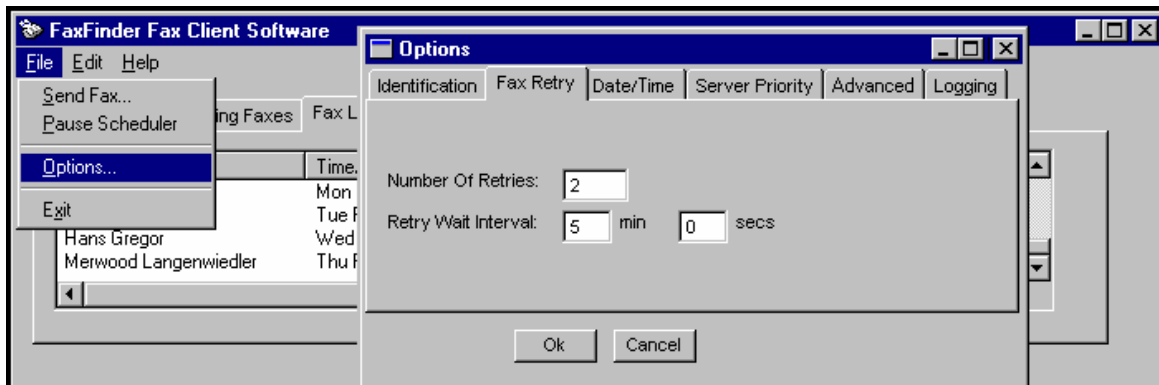 FaxFinder Fax Client Software
File Edit Help
Send Fax...
Pause Scheduler
Options...
Exit
ing Faxes Fax L
Time.
Mon
Tue F
Hans Gregor Wed
Merwood Langenwiedler Thu F
Options
Identification Fax Retry Date/Time Server Priority Advanced Logging
Number Of Retries: 2
Retry Wait Interval: 5 min 0 secs
Ok Cancel